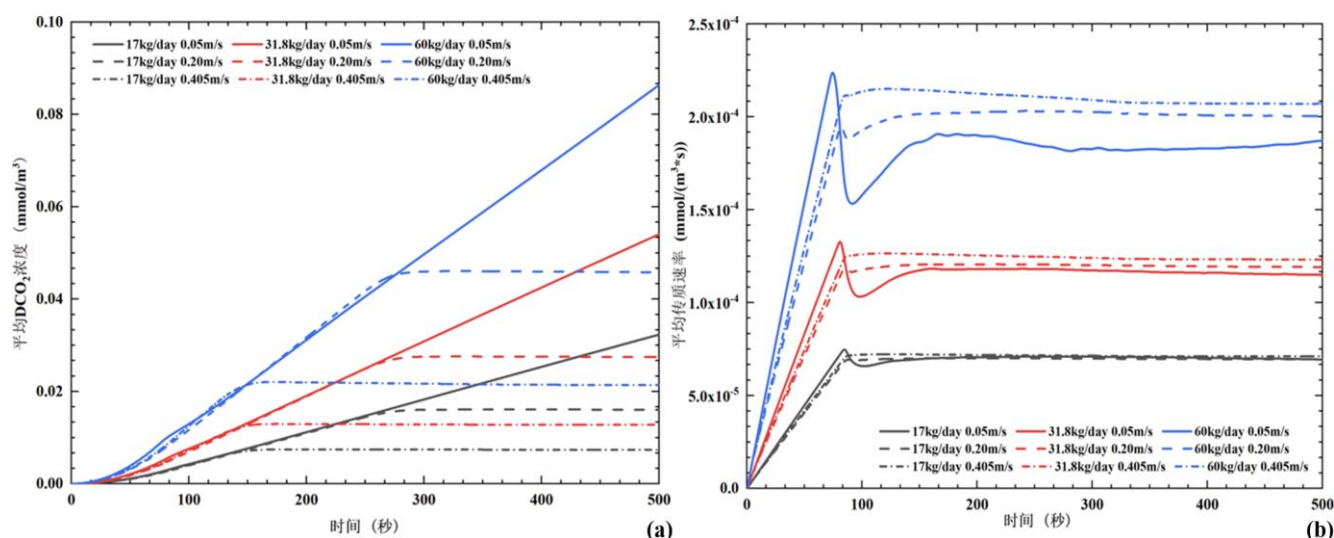 17kg/day 0.05m/s 31.8kg/day 0.05m/s 60kg/day 0.05m/s
17kg/day 0.20m/s 31.8kg/day 0.20m/s 60kg/day 0.20m/s
17kg/day 0.405m/s 31.8kg/day 0.405m/s 60kg/day 0.405m/s
0.10
0.08
0.06
0.04
0.02
0.00
平均DCO₂浓度（mmol/m³）
0 100 200 300 400 500
时间（秒）
(a)
2.5x10⁻⁴
2.0x10⁻⁴
1.5x10⁻⁴
1.0x10⁻⁴
5.0x10⁻⁵
0.0
平均传质速率 (mmol/(m³*s)
17kg/day 0.05m/s 31.8kg/day 0.05m/s 60kg/day 0.05m/s
17kg/day 0.20m/s 31.8kg/day 0.20m/s 60kg/day 0.20m/s
17kg/day 0.405m/s 31.8kg/day 0.405m/s 60kg/day 0.405m/s
0 100 200 300 400 500
时间（秒）
(b)